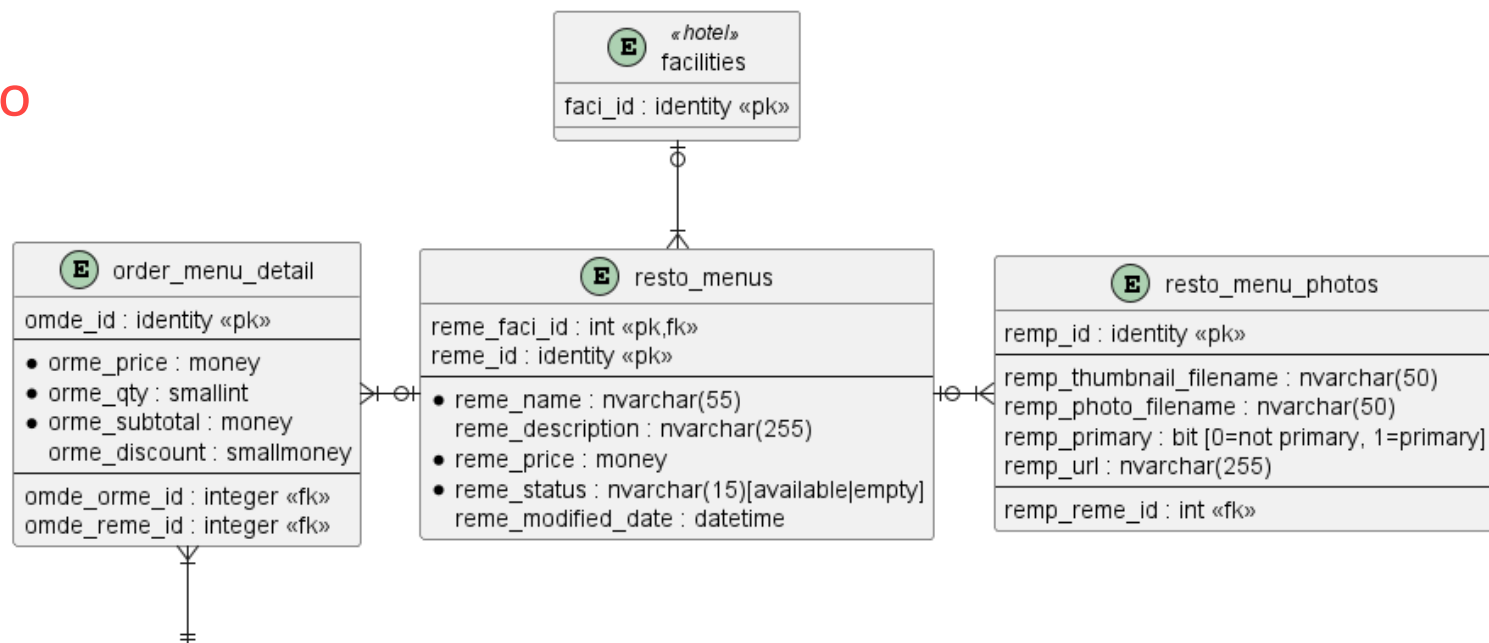 o
E «hotel»
facilities
faci_id : identity «pk»
E order_menu_detail
omde_id : identity «pk»
● orme_price : money
● orme_qty : smallint
● orme_subtotal : money
orme_discount : smallmoney
omde_orme_id : integer «fk»
omde_reme_id : integer «fk»
E resto_menus
reme_faci_id : int «pk,fk»
reme_id : identity «pk»
● reme_name : nvarchar(55)
reme_description : nvarchar(255)
● reme_price : money
● reme_status : nvarchar(15)[available|empty]
reme_modified_date : datetime
E resto_menu_photos
remp_id : identity «pk»
remp_thumbnail_filename : nvarchar(50)
remp_photo_filename : nvarchar(50)
remp_primary : bit [0=not primary, 1=primary]
remp_url : nvarchar(255)
remp_reme_id : int «fk»